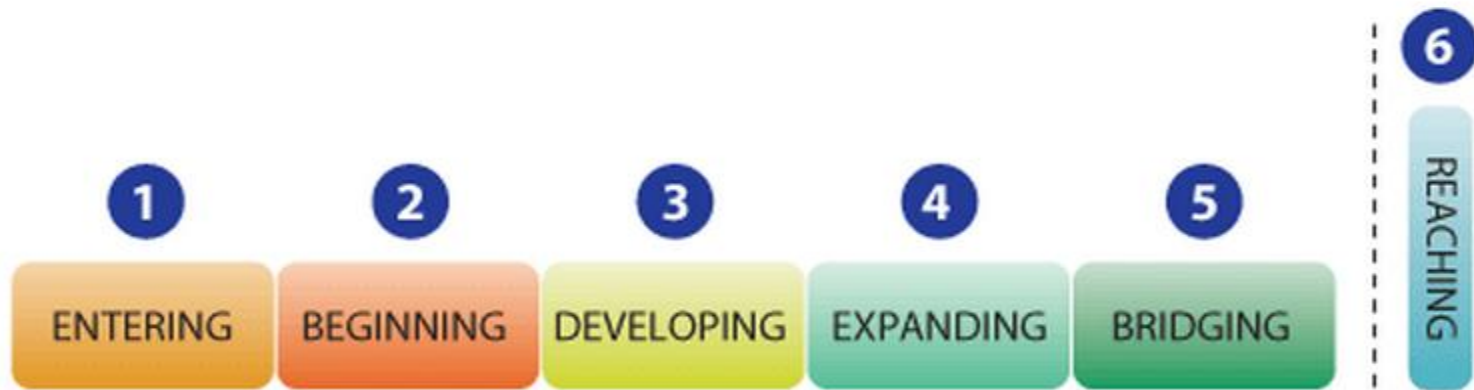 1
ENTERING
2
BEGINNING
3
DEVELOPING
4
EXPANDING
5
BRIDGING
6
REACHING